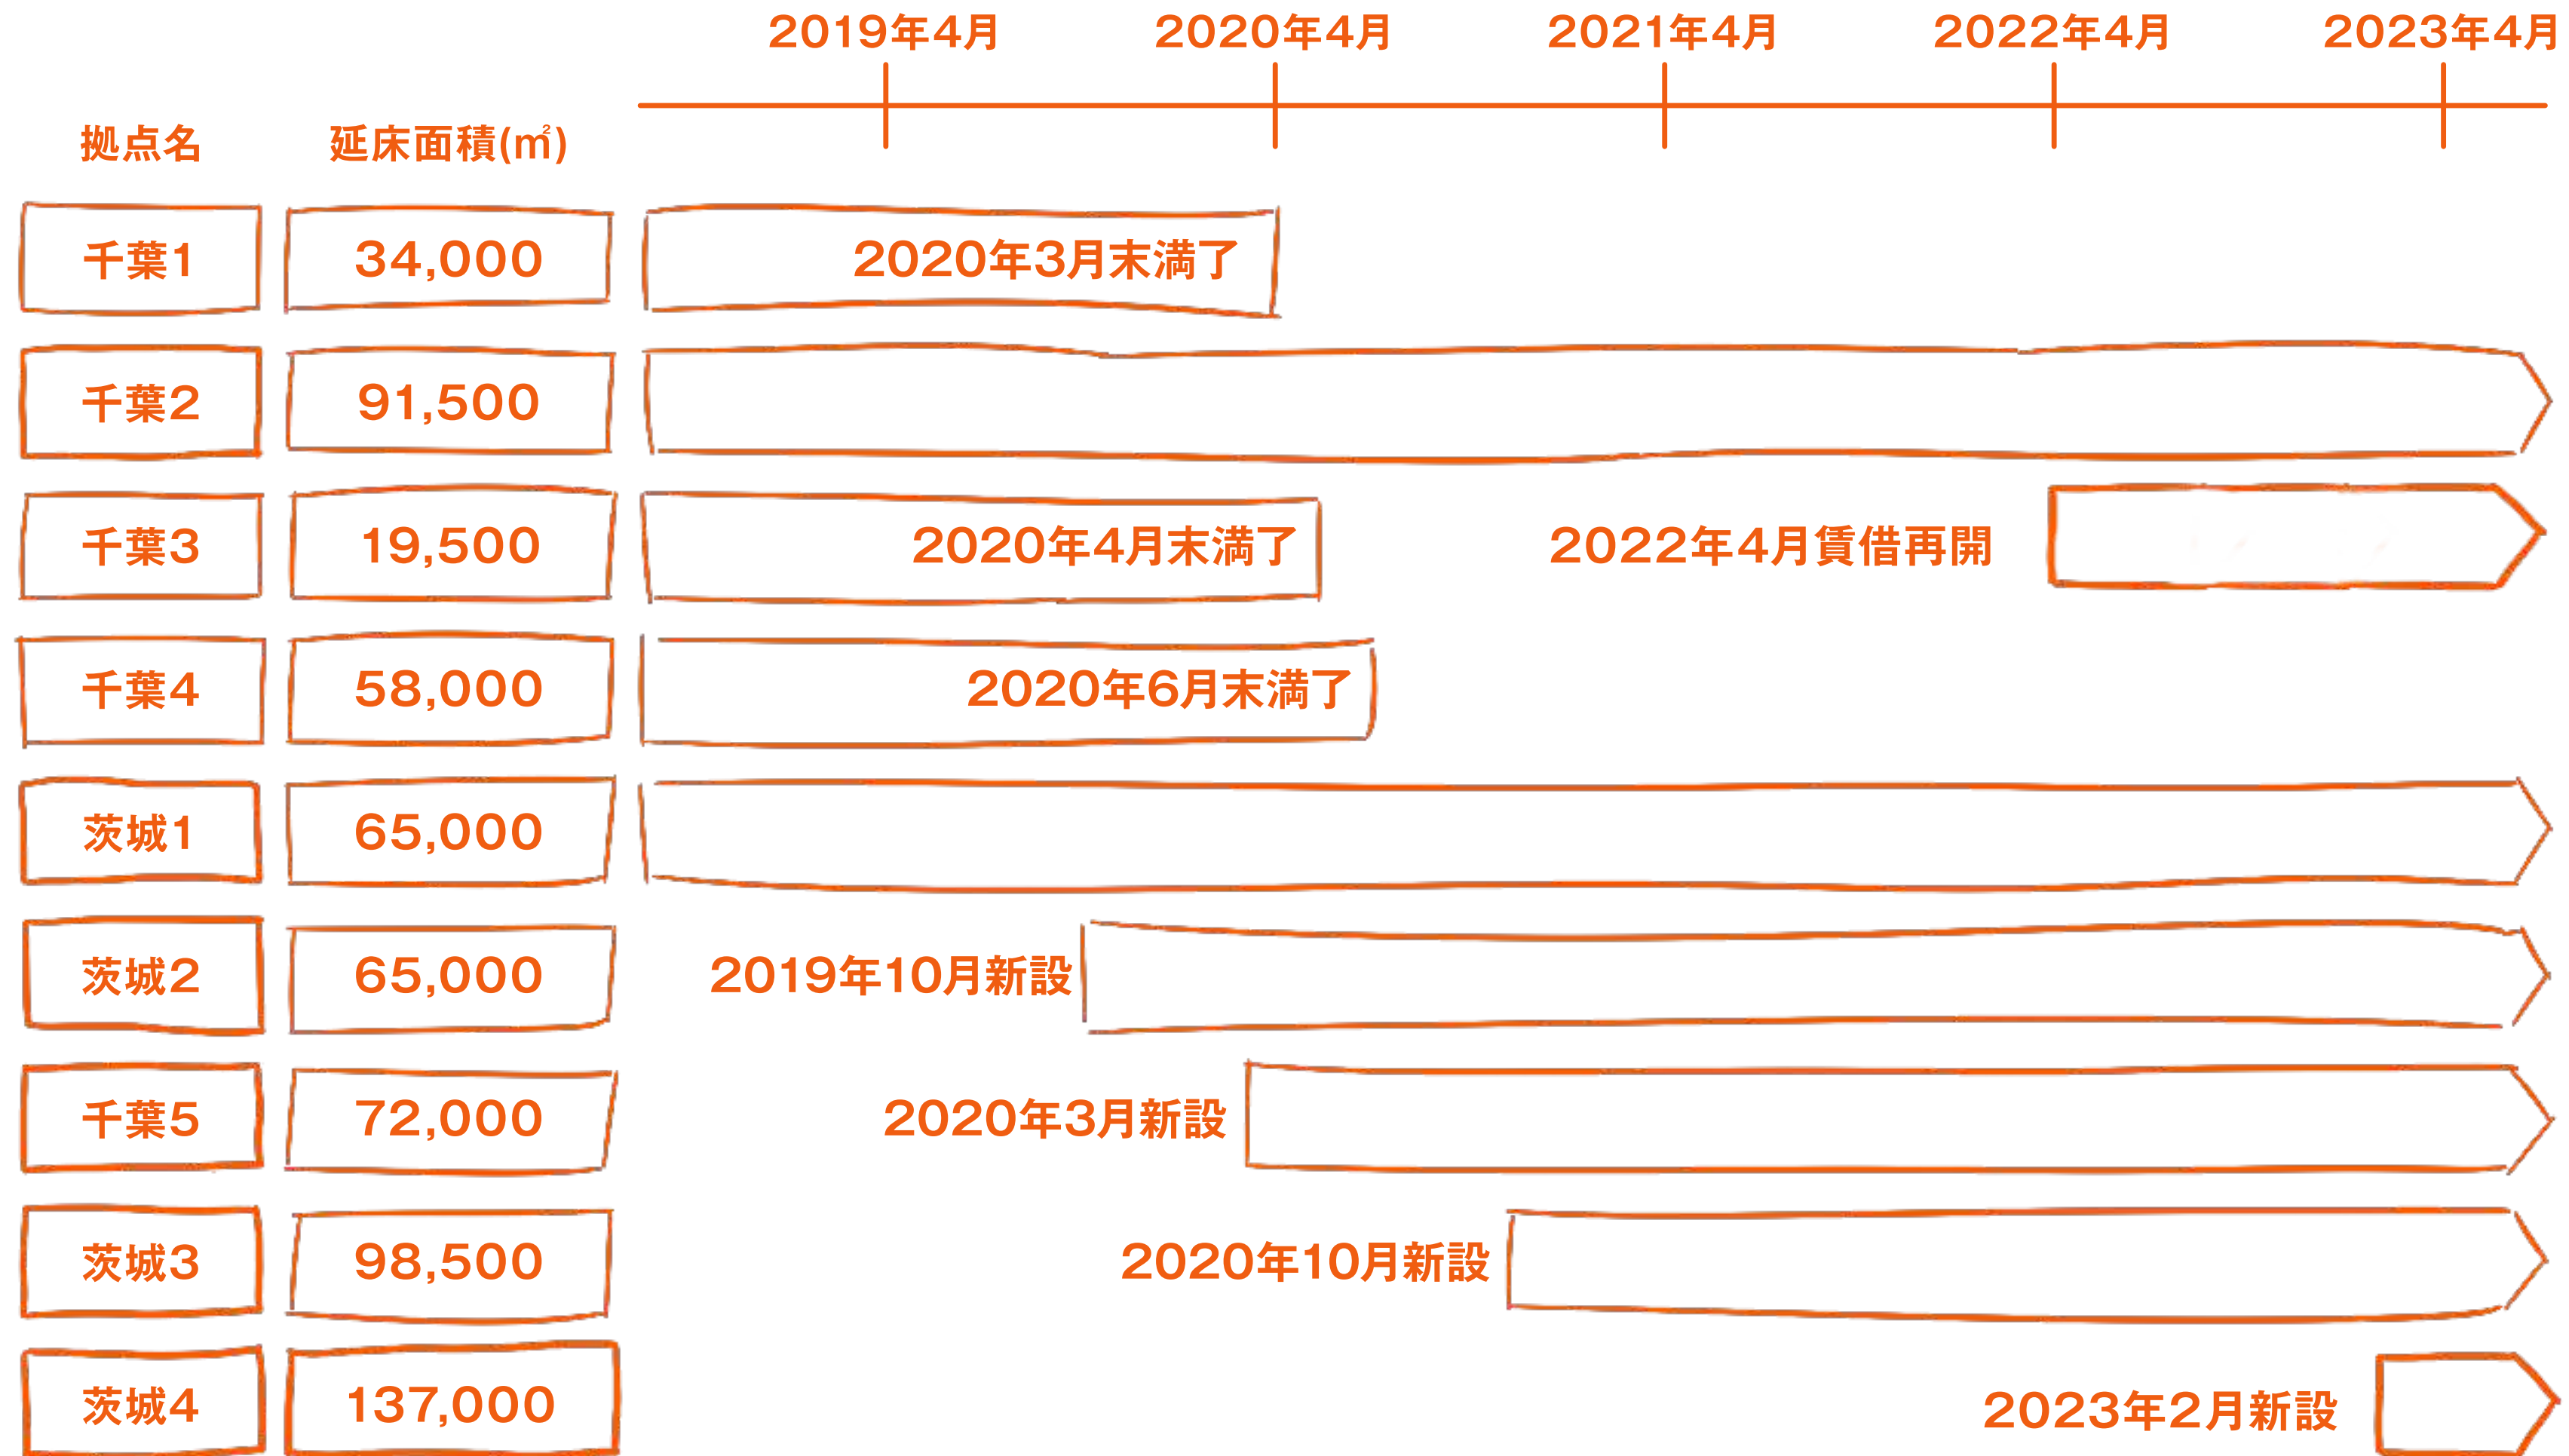 2019年4月 2020年4月 2021年4月 2022年4月 2023年4月
拠点名 延床面積(㎡)
千葉1 34,000 2020年3月末満了
千葉2 91,500
千葉3 19,500 2020年4月末満了 2022年4月賃借再開
千葉4 58,000 2020年6月末満了
茨城1 65,000
茨城2 65,000 2019年10月新設
千葉5 72,000 2020年3月新設
茨城3 98,500 2020年10月新設
茨城4 137,000 2023年2月新設